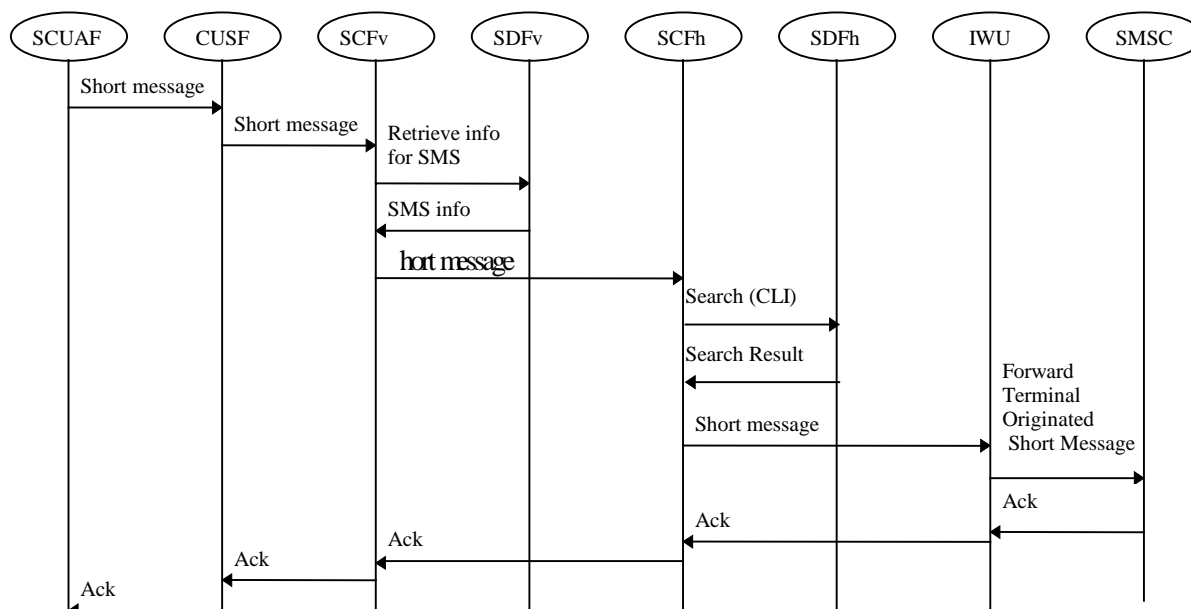 SCUAF CUSF SCFv SDFv SCFh SDFh IWU SMSC
Short message
Short message
Retrieve info
for SMS
SMS info
hort message
Search (CLI)
Search Result
Forward
Terminal
Originated
Short Message
Short message
Ack
Ack
Ack
Ack
Ack